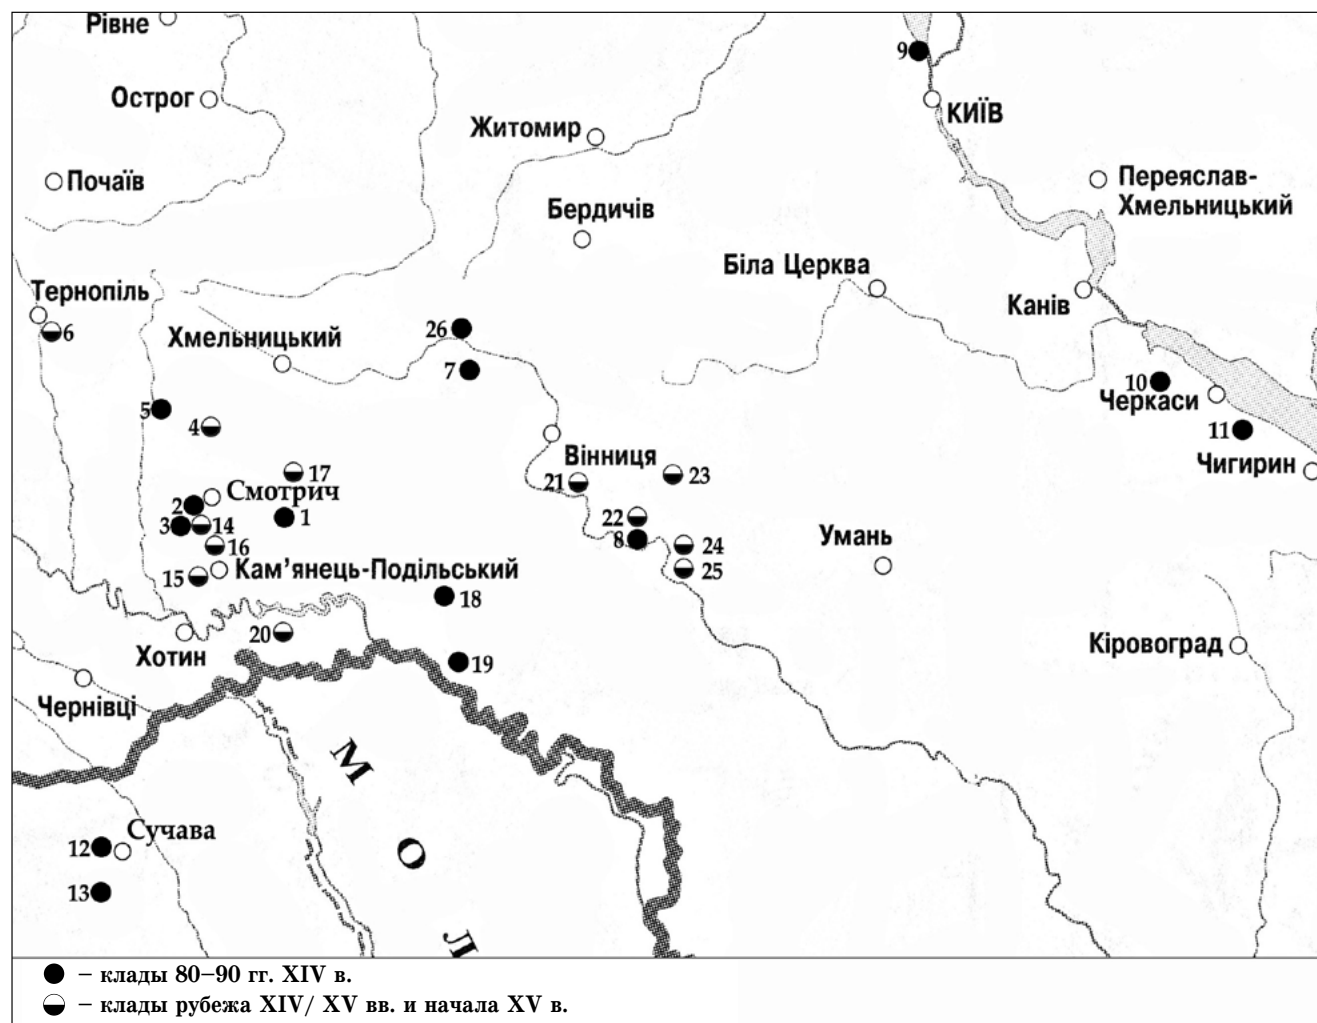 Рівне
9
Острог
КИЇВ
Житомир
Почаїв
Переяслав-
Хмельницький
Бердичів
Біла Церква
Тернопіль
Канів
6
26
Хмельницький
7
10
5
Черкаси
4
11
Вінниця
Чигирин
17
23
21
Смотрич
2
1
22
3
14
8
24
Умань
16
Кам’янець-Подільський
25
15
18
20
Кіровоград
Хотин
19
Чернівці
М
О
Л
Сучава
12
13
– клады 80–90 гг. XIV в.
– клады рубежа XIV/ XV вв. и начала XV в.